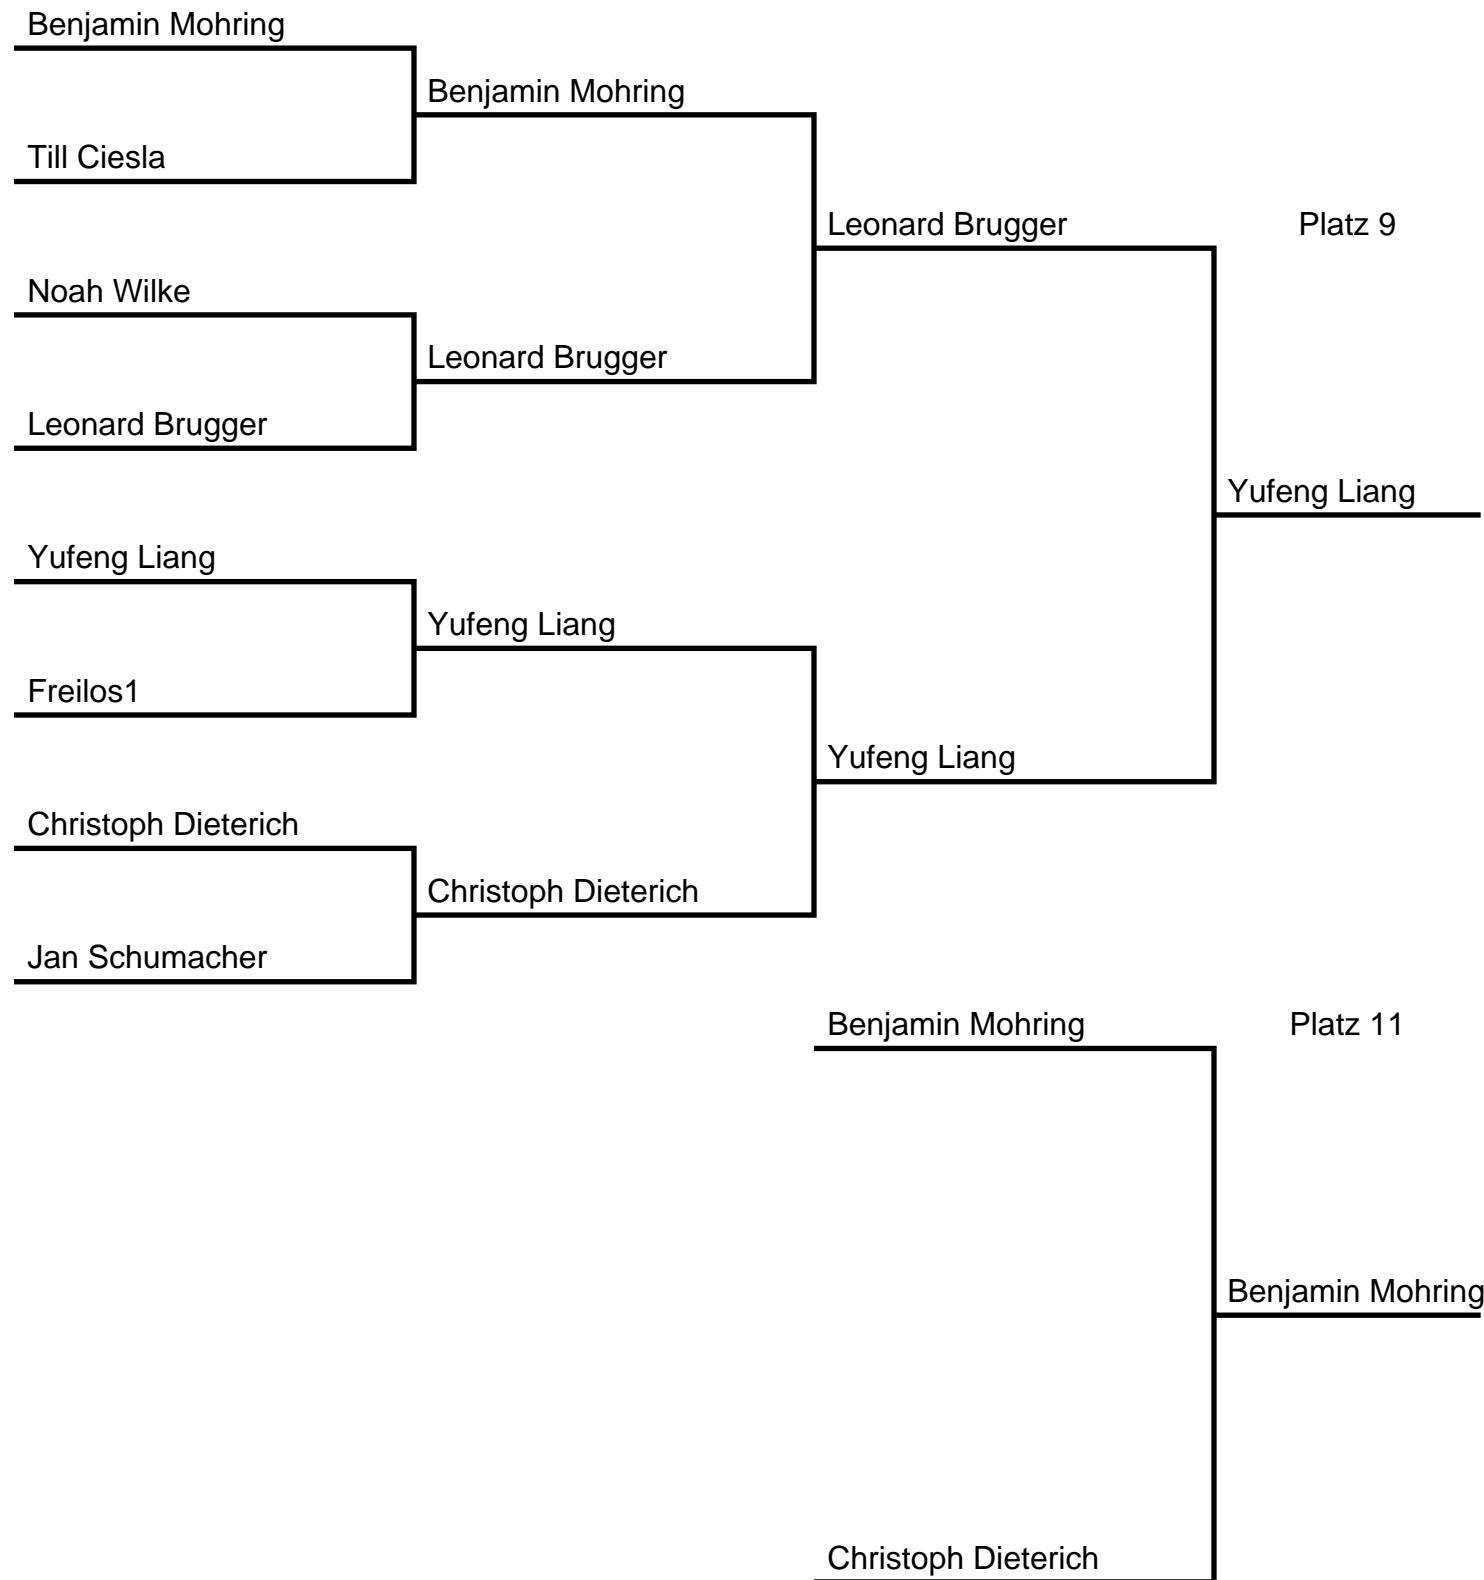 Benjamin Mohring
Benjamin Mohring
Till Ciesla
Leonard Brugger
Platz 9
Noah Wilke
Leonard Brugger
Leonard Brugger
Yufeng Liang
Yufeng Liang
Yufeng Liang
Freilos1
Yufeng Liang
Christoph Dieterich
Christoph Dieterich
Jan Schumacher
Benjamin Mohring
Platz 11
Benjamin Mohring
Christoph Dieterich